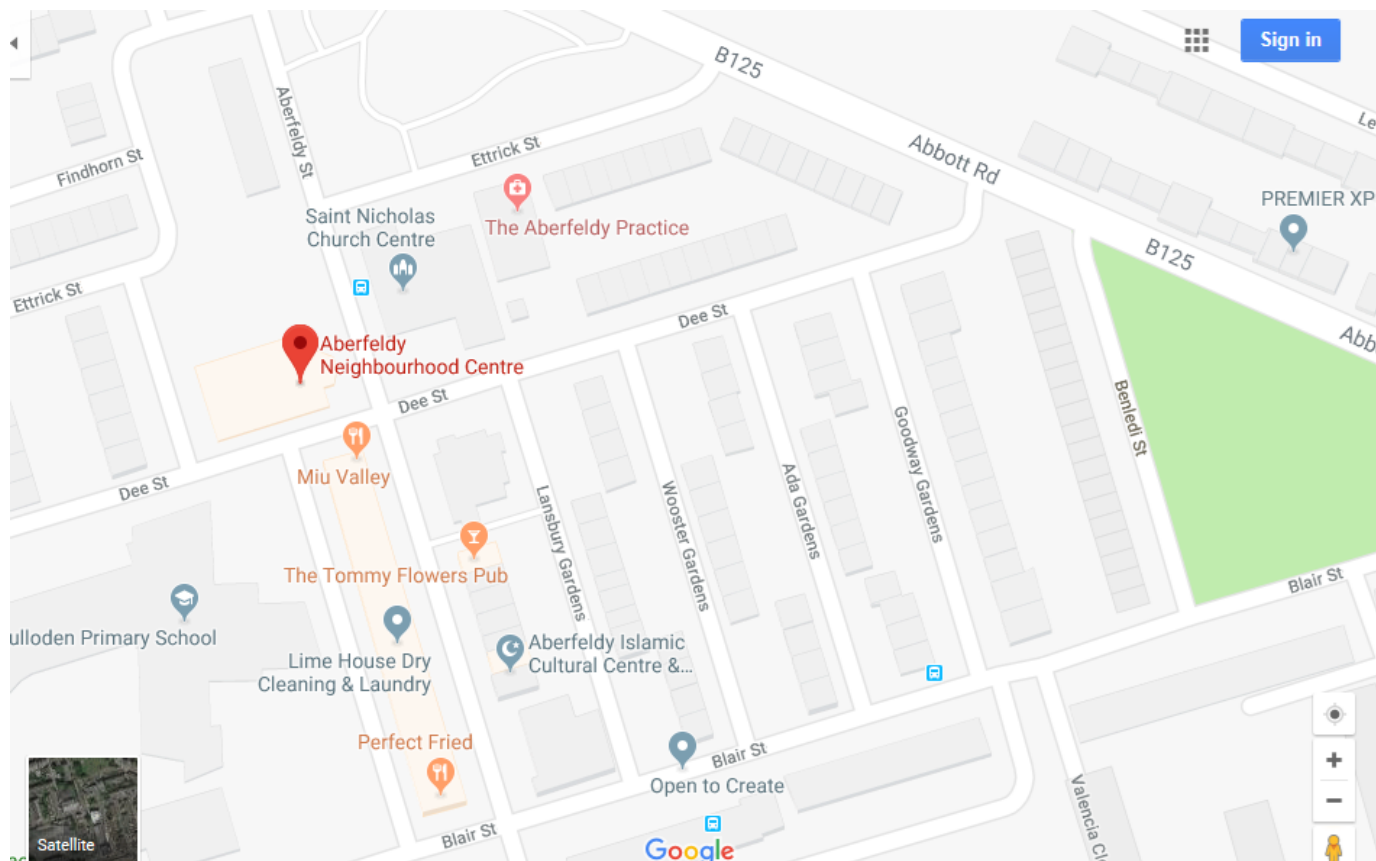 Sign in
B125
Aberfeldy St
Abbott Rd
Le
Findhorn St
Ettrick St
The Aberfeldy Practice
PREMIER XP
Saint Nicholas
Church Centre
B125
Ettrick St
Dee St
Abb
Aberfeldy
Neighbourhood Centre
Dee St
Benledi St
Goodway Gardens
Miu Valley
Ada Gardens
Dee St
Wooster Gardens
Lansbury Gardens
The Tommy Flowers Pub
Blair St
ulloden Primary School
Aberfeldy Islamic
Cultural Centre &...
Lime House Dry
Cleaning & Laundry
Perfect Fried
Blair St
Open to Create
Valencia Cl
Blair St
Satellite
Google